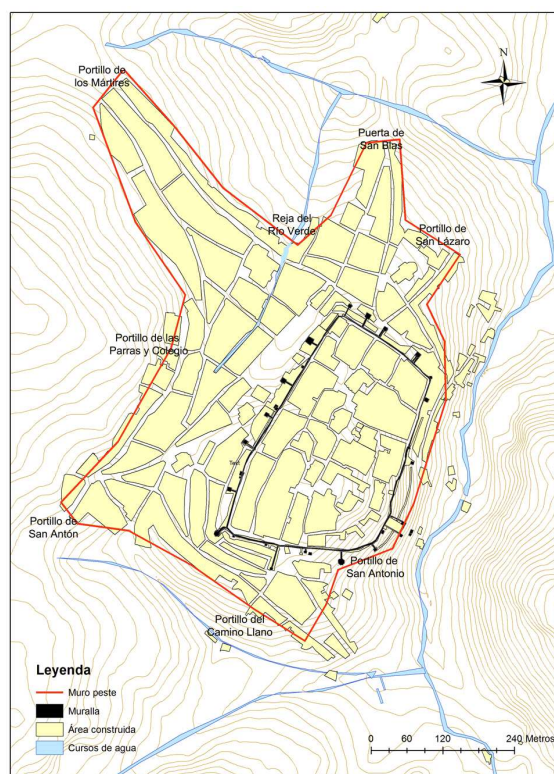 N
Portillo de
los Mártires
Puerta de
San Blas
Reja del
Río Verde
Portillo de
San Lázaro
Portillo de las
Parras y Colegio
Portillo de
San Antón
Portillo de
San Antonio
Portillo del
Camino Llano
Leyenda
Muro peste
Muralla
Área construida
Cursos de agua
0 60 120 240 Metros